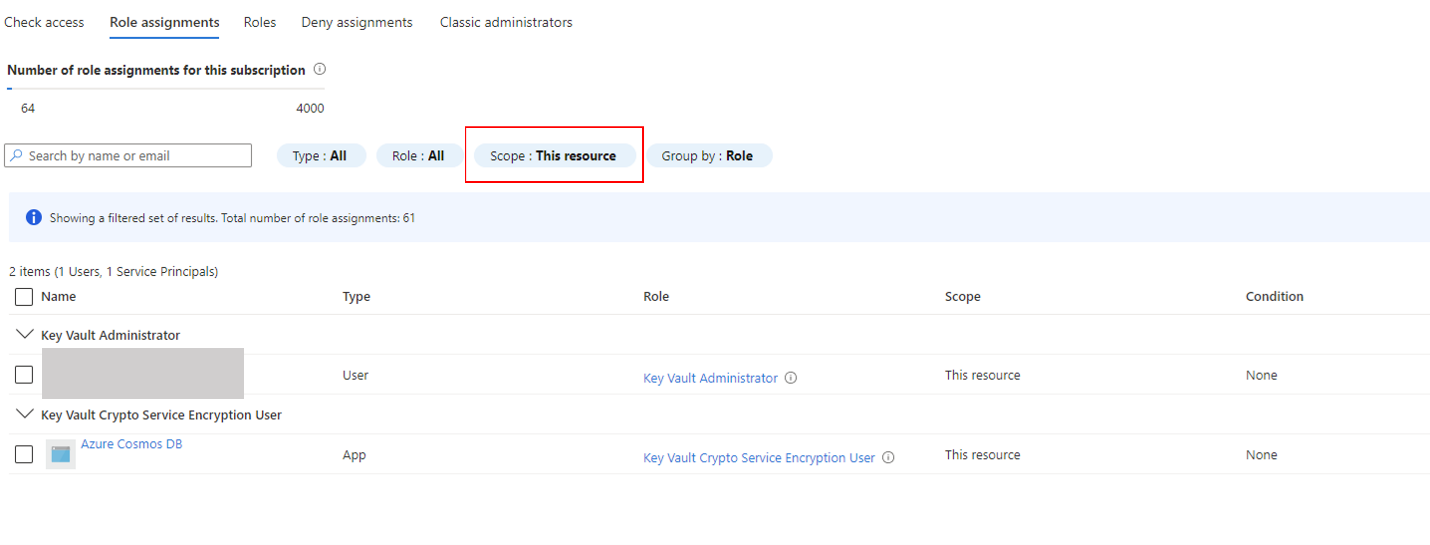 Check access Role assignments Roles Deny assignments Classic administrators
Number of role assignments for this subscription
64 4000
Search by name or email Type : All Role : All Scope : This resource Group by : Role
Showing a filtered set of results. Total number of role assignments: 61
2 items (1 Users, 1 Service Principals)
Name Type Role Scope Condition
Key Vault Administrator
User Key Vault Administrator This resource None
Key Vault Crypto Service Encryption User
Azure Cosmos DB App Key Vault Crypto Service Encryption User This resource None